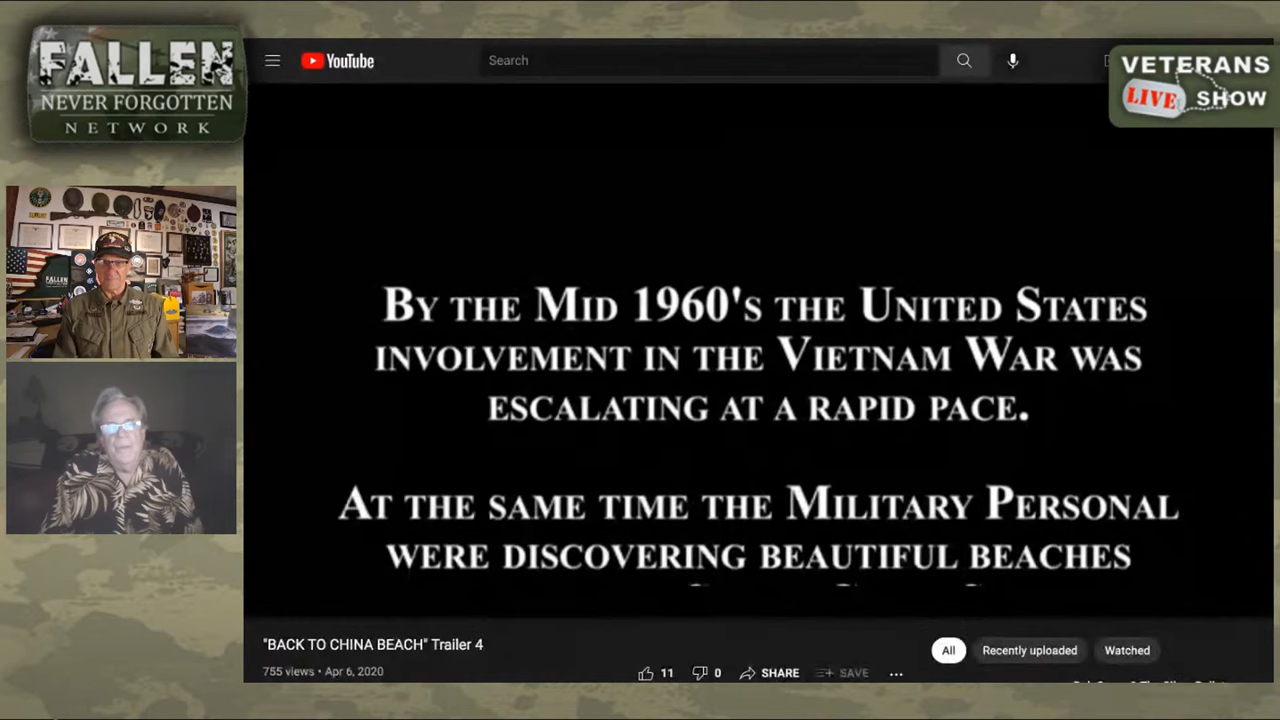 FALLEN
NEVER FORGOTTEN
NETWORK
YouTube
Search
VETERANS
LIVE SHOW
FALLEN
BY THE MID 1960'S THE UNITED STATES
INVOLVEMENT IN THE VIETNAM WAR WAS
ESCALATING AT A RAPID PACE.
AT THE SAME TIME THE MILITARY PERSONAL
WERE DISCOVERING BEAUTIFUL BEACHES
"BACK TO CHINA BEACH" Trailer 4
755 views • Apr 6, 2020
11
0
SHARE
SAVE
All
Recently uploaded
Watched